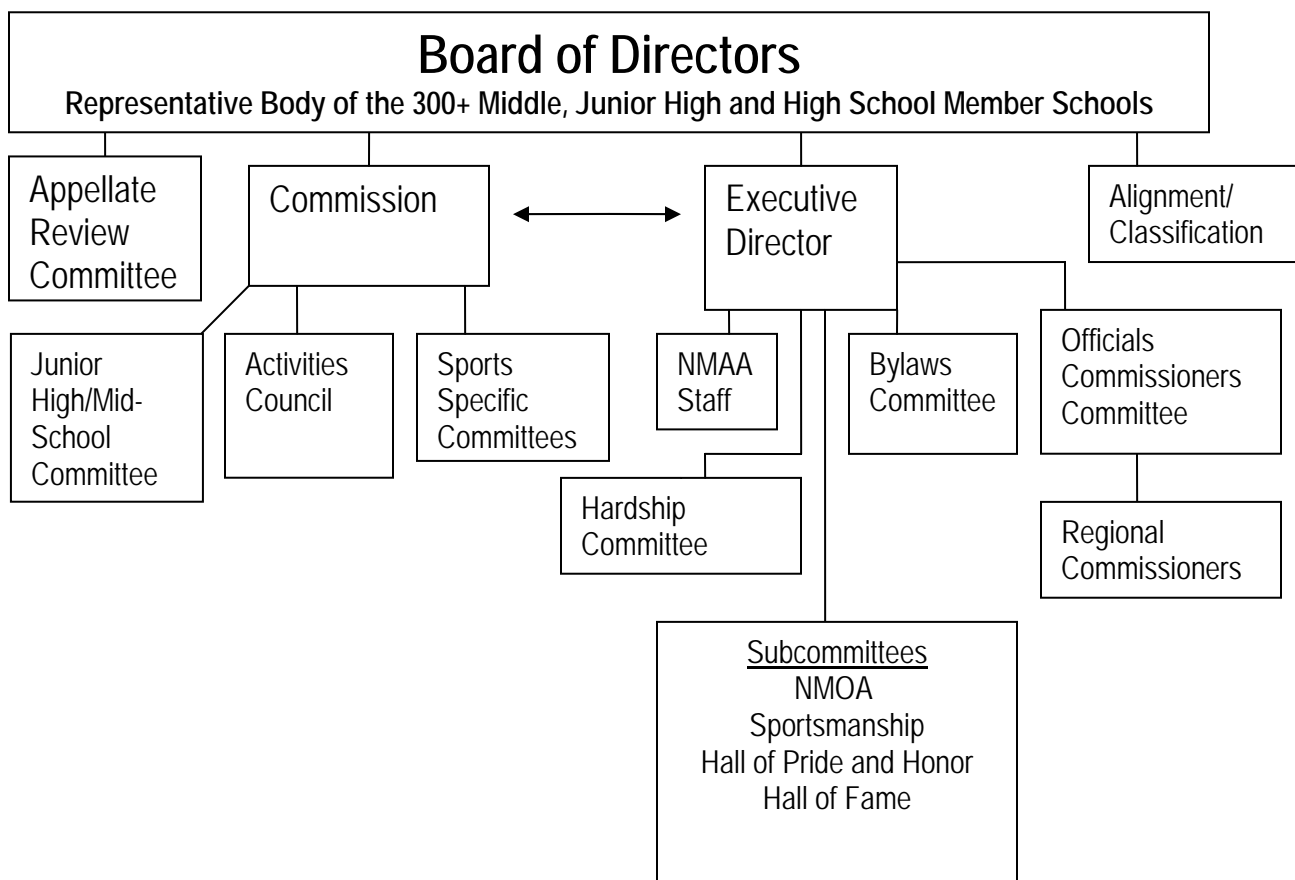 Board of Directors
Representative Body of the 300+ Middle, Junior High and High School Member Schools
Appellate
Review
Committee
Commission
Executive
Director
Alignment/
Classification
Junior
High/Mid-
School
Committee
Activities
Council
Sports
Specific
Committees
NMAA
Staff
Bylaws
Committee
Officials
Commissioners
Committee
Hardship
Committee
Regional
Commissioners
Subcommittees
NMOA
Sportsmanship
Hall of Pride and Honor
Hall of Fame